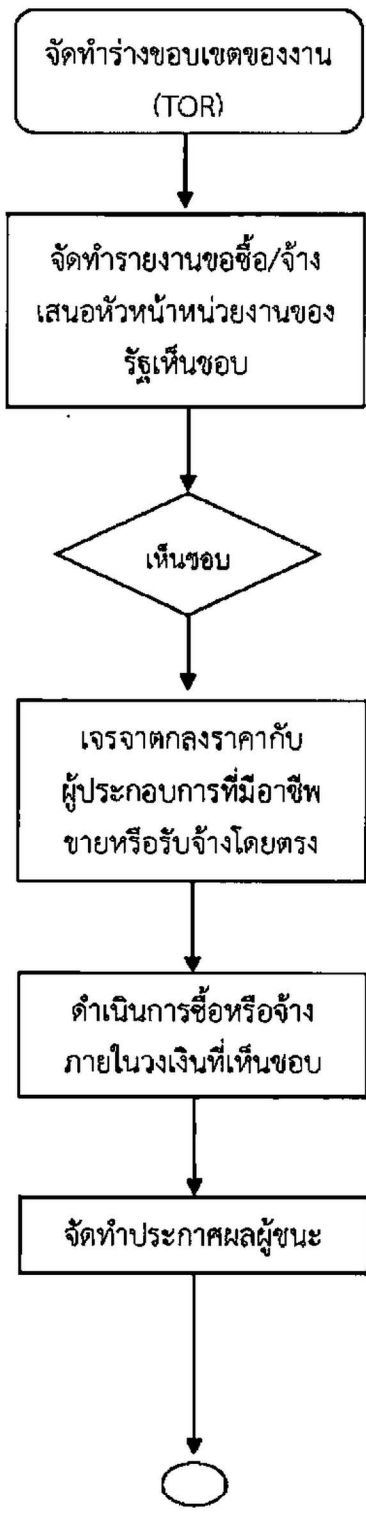 จัดทำร่างขอบเขตของงาน
(TOR)
จัดทำรายงานขอซื้อ/จ้าง
เสนอหัวหน้าหน่วยงานของ
รัฐเห็นชอบ
เห็นชอบ
เจรจาตกลงราคากับ
ผู้ประกอบการที่มีอาชีพ
ขายหรือรับจ้างโดยตรง
ดำเนินการซื้อหรือจ้าง
ภายในวงเงินที่เห็นชอบ
จัดทำประกาศผลผู้ชนะ